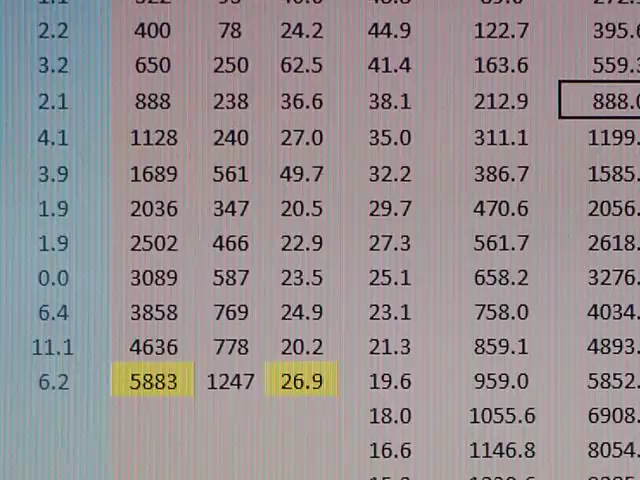 2.2 400 78 24.2 44.9 122.7 395.6
3.2 650 250 62.5 41.4 163.6 559.3
2.1 888 238 36.6 38.1 212.9 888.0
4.1 1128 240 27.0 35.0 311.1 1199.
3.9 1689 561 49.7 32.2 386.7 1585.
1.9 2036 347 20.5 29.7 470.6 2056.
1.9 2502 466 22.9 27.3 561.7 2618.
0.0 3089 587 23.5 25.1 658.2 3276.
6.4 3858 769 24.9 23.1 758.0 4034.
11.1 4636 778 20.2 21.3 859.1 4893.
6.2 5883 1247 26.9 19.6 959.0 5852.
18.0 1055.6 6908.
16.6 1146.8 8054.